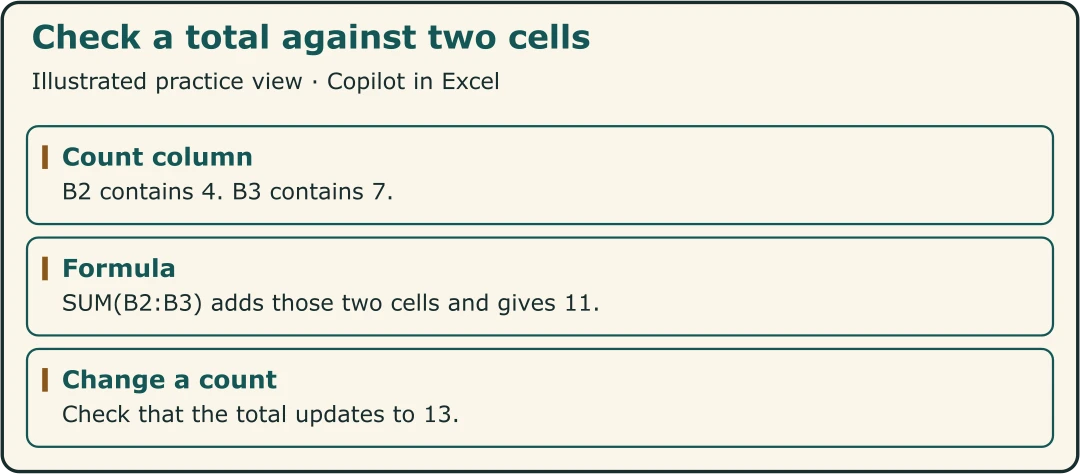 Check a total against two cells
Illustrated practice view · Copilot in Excel
Count column
B2 contains 4. B3 contains 7.
Formula
SUM(B2:B3) adds those two cells and gives 11.
Change a count
Check that the total updates to 13.